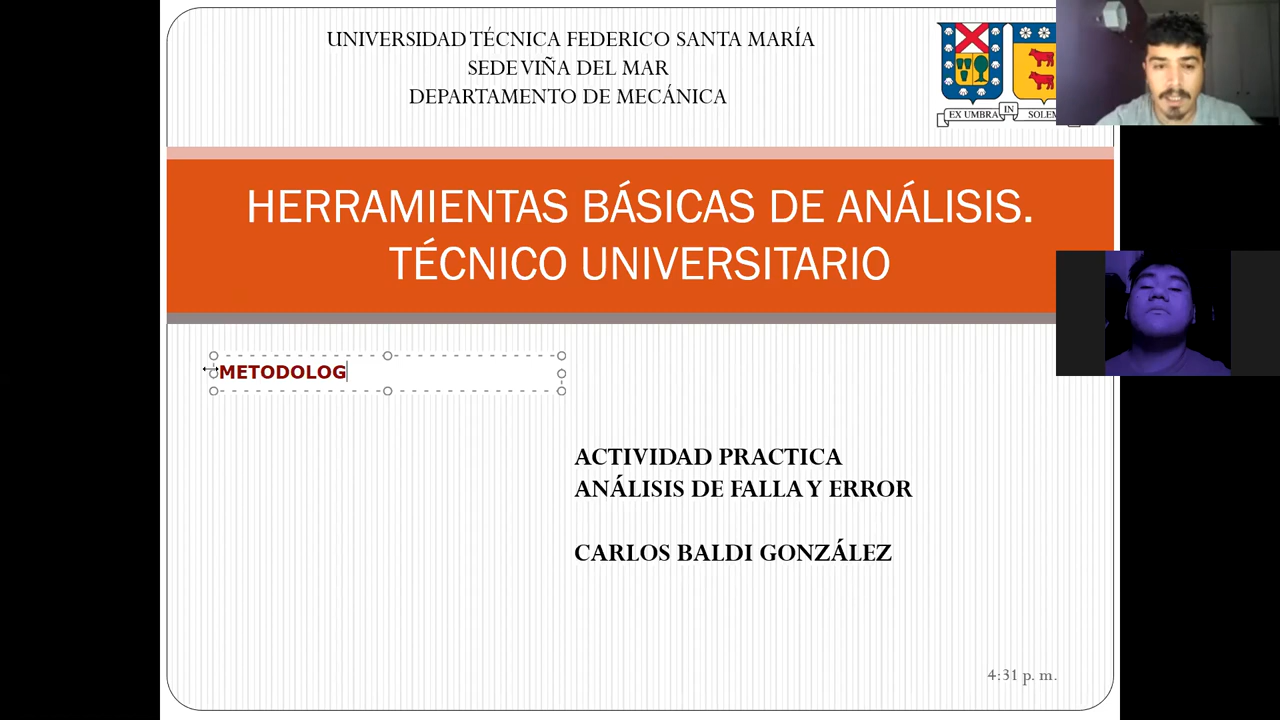 UNIVERSIDAD TÉCNICA FEDERICO SANTA MARÍA
SEDE VIÑA DEL MAR
DEPARTAMENTO DE MECÁNICA
EX UMBRA IN SOLEM
HERRAMIENTAS BÁSICAS DE ANÁLISIS.
TÉCNICO UNIVERSITARIO
METODOLOG
ACTIVIDAD PRACTICA
ANÁLISIS DE FALLA Y ERROR
CARLOS BALDI GONZÁLEZ
4:31 p. m.